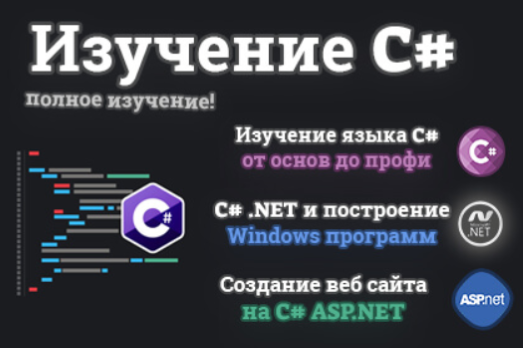 Изучение C#
полное изучение!
Изучение языка C#
от основ до профи
C#
C#
C# .NET и построение
Windows программ
Microsoft
.NET
Создание веб сайта
на C# ASP.NET
ASP.net